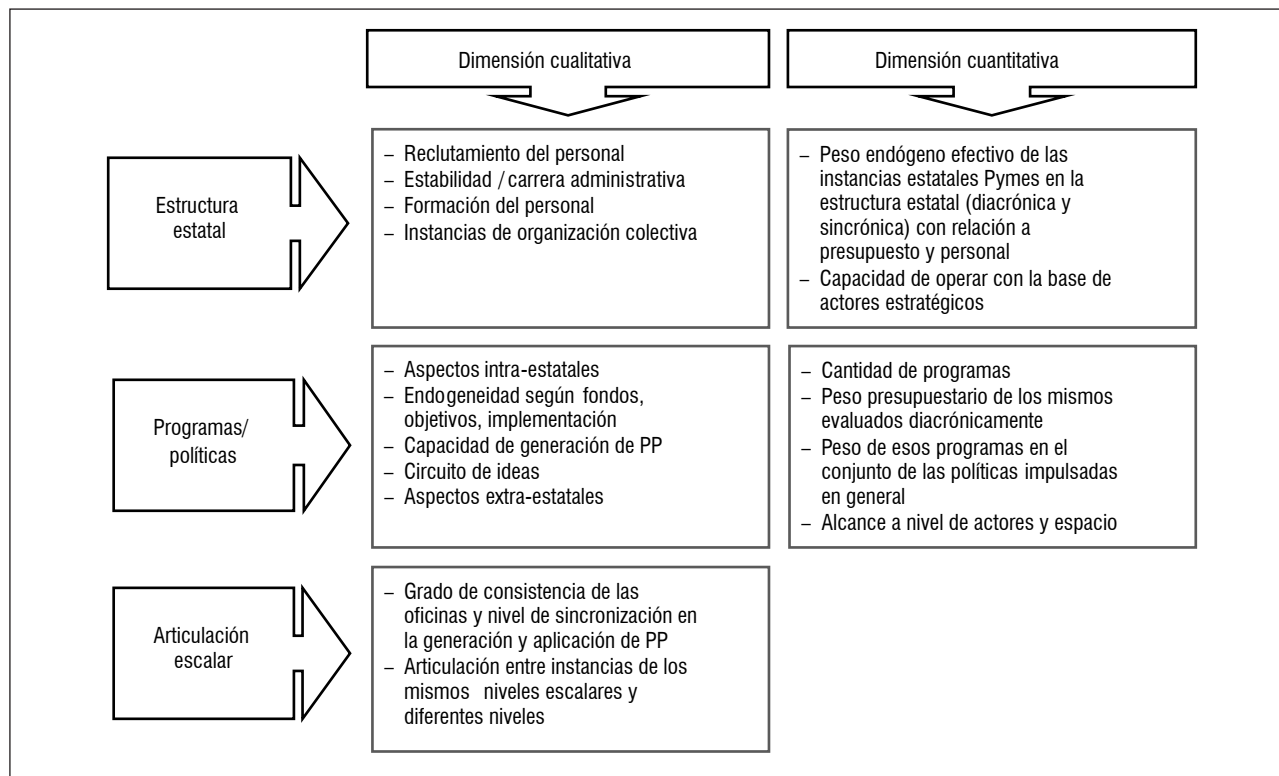 Dimensión cualitativa
Dimensión cuantitativa
Estructura
estatal
– Reclutamiento del personal
– Estabilidad / carrera administrativa
– Formación del personal
– Instancias de organización colectiva
– Peso endógeno efectivo de las
instancias estatales Pymes en la
estructura estatal (diacrónica y
sincrónica) con relación a
presupuesto y personal
– Capacidad de operar con la base de
actores estratégicos
Programas/
políticas
– Aspectos intra-estatales
– Endogeneidad según fondos,
objetivos, implementación
– Capacidad de generación de PP
– Circuito de ideas
– Aspectos extra-estatales
– Cantidad de programas
– Peso presupuestario de los mismos
evaluados diacrónicamente
– Peso de esos programas en el
conjunto de las políticas impulsadas
en general
– Alcance a nivel de actores y espacio
Articulación
escalar
– Grado de consistencia de las
oficinas y nivel de sincronización en
la generación y aplicación de PP
– Articulación entre instancias de los
mismos niveles escalares y
diferentes niveles